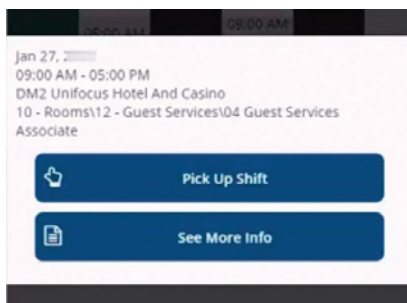 05:00 AM
09:00 AM
Jan 27,
09:00 AM - 05:00 PM
DM2 Unifocus Hotel And Casino
10 - Rooms\12 - Guest Services\04 Guest Services
Associate
Pick Up Shift
See More Info